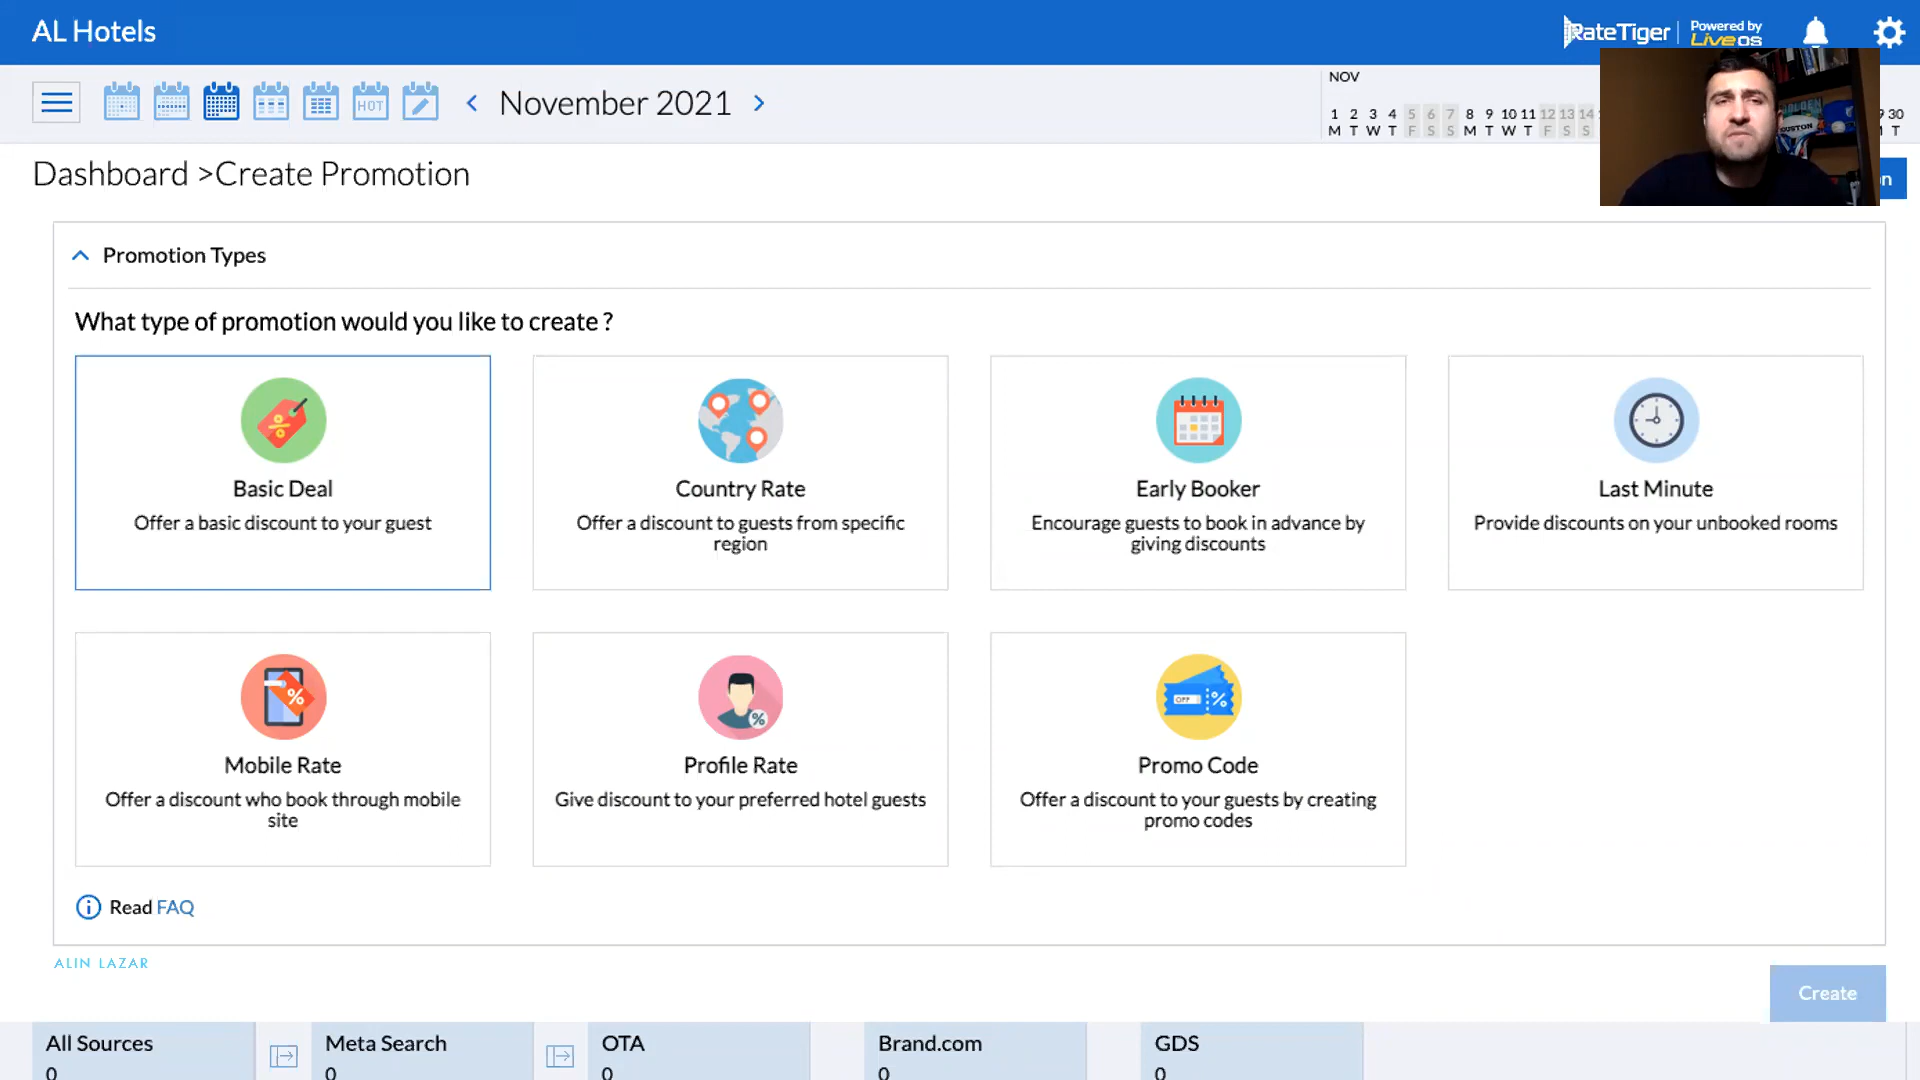 AL Hotels
RateTiger
Powered by
Live OS
HOT
November 2021
NOV
1 2 3 4 5 6 7 8 9 10 11 12 13 14
30
M T W T F S S M T W T F S S
T
Dashboard >Create Promotion
n
Promotion Types
What type of promotion would you like to create ?
%
Basic Deal
Offer a basic discount to your guest
Country Rate
Offer a discount to guests from specific
region
Early Booker
Encourage guests to book in advance by
giving discounts
Last Minute
Provide discounts on your unbooked rooms
%
Mobile Rate
Offer a discount who book through mobile
site
%
Profile Rate
Give discount to your preferred hotel guests
OFF %
Promo Code
Offer a discount to your guests by creating
promo codes
i Read FAQ
ALIN LAZAR
Create
All Sources
0
Meta Search
0
OTA
0
Brand.com
0
GDS
0